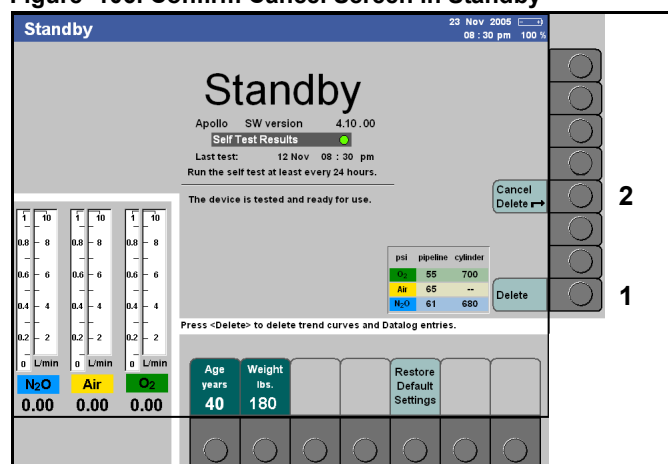 Figure 103. Confirm Cancel Screen in Standby
Standby
23 Nov 2005
08 : 30 pm 100 %
Standby
Apollo SW version 4.10.00
Self Test Results
Last test: 12 Nov 08 : 30 pm
Run the self test at least every 24 hours.
The device is tested and ready for use.
Cancel
Delete
2
psi pipeline cylinder
O2 55 700
Air 65 --
N2O 61 680
Delete
1
Press <Delete> to delete trend curves and Datalog entries.
1 10 1 10 1 10
0.8 8 0.8 8 0.8 8
0.6 6 0.6 6 0.6 6
0.4 4 0.4 4 0.4 4
0.2 2 0.2 2 0.2 2
0 L/min 0 L/min 0 L/min
N2O Air O2
0.00 0.00 0.00
Age
years
40
Weight
lbs.
180
Restore
Default
Settings